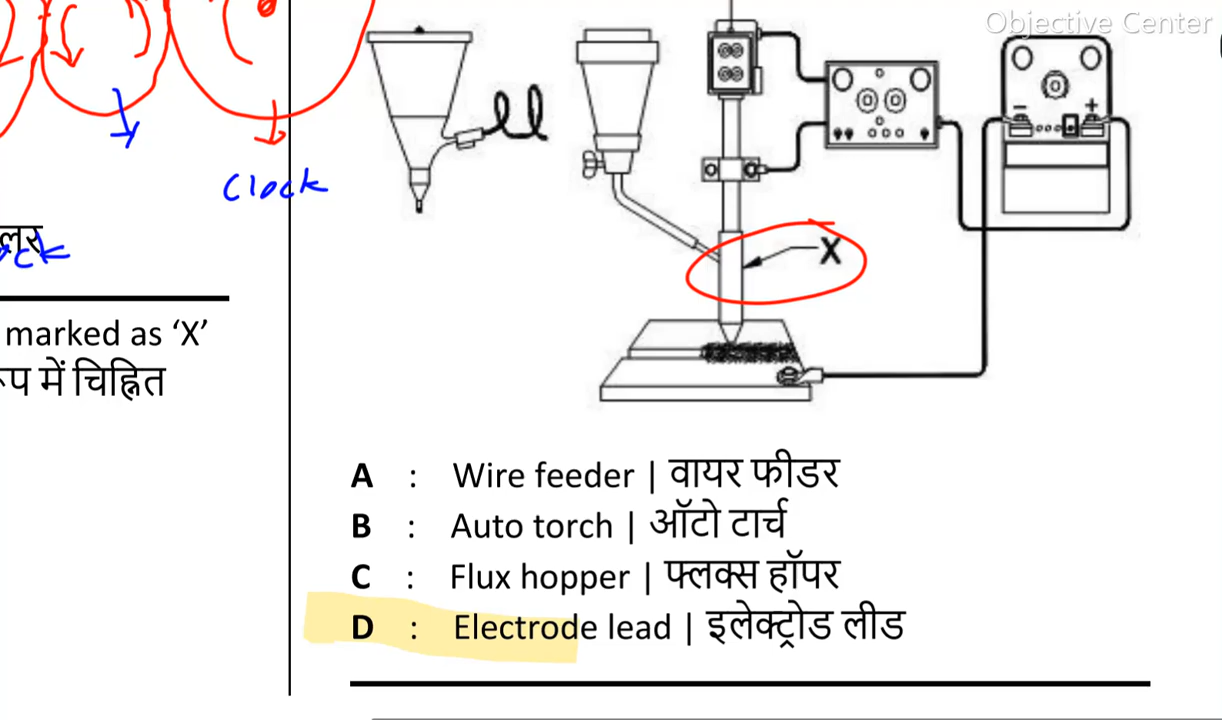 Objective Center
Clock
marked as ‘X’
में चिह्नित
X
− +
A : Wire feeder | वायर फीडर
B : Auto torch | ऑटो टार्च
C : Flux hopper | फ्लक्स हॉपर
D : Electrode lead | इलेक्ट्रोड लीड